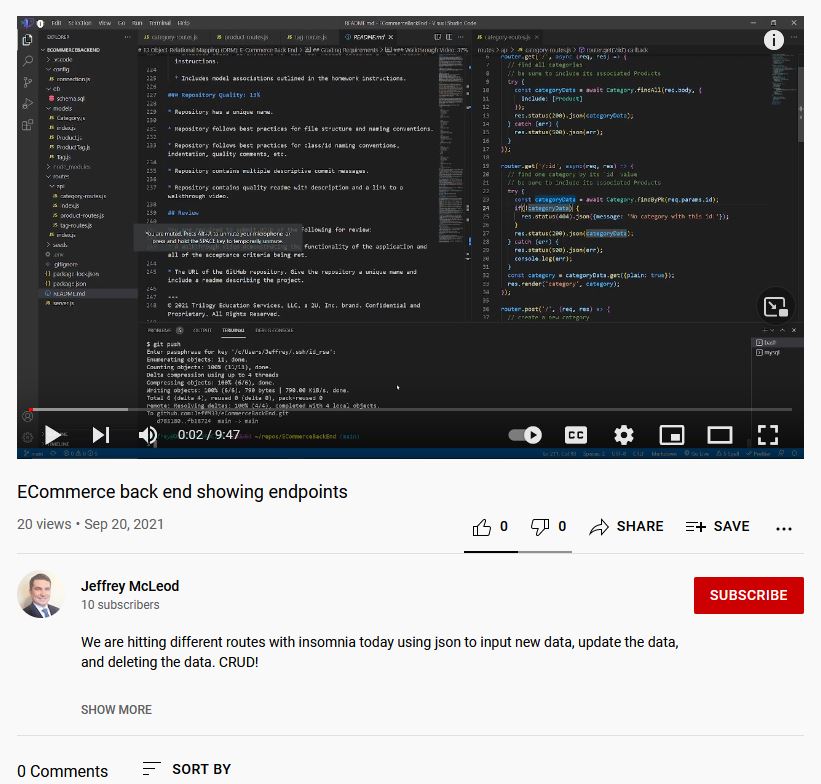 File Edit Selection View Go Run Terminal Help
README.md - ECommerceBackEnd - Visual Studio Code
EXPLORER
ECOMMERCEBACKEND
.vscode
config
connection.js
db
schema.sql
models
Category.js
index.js
Product.js
ProductTag.js
Tag.js
node_modules
routes
api
category-routes.js
index.js
product-routes.js
tag-routes.js
index.js
seeds
.env
.gitignore
package-lock.json
package.json
README.md
server.js
category-routes.js
product-routes.js
tag-routes.js
README.md
instructions.
* Includes model associations outlined in the homework instructions.
### Repository Quality: 13%
* Repository has a unique name.
* Repository follows best practices for file structure and naming conventions.
* Repository follows best practices for class/id naming conventions,
indentation, quality comments, etc.
* Repository contains multiple descriptive commit messages.
* Repository contains quality readme with description and a link to a
walkthrough video.
## Review
You are muted. Press Alt+A to unmute your microphone, or
press and hold the SPACE key to temporarily unmute.
following for review:
functionality of the application and
all of the acceptance criteria being met.
* The URL of the GitHub repository. Give the repository a unique name and
include a readme describing the project.
---
© 2021 Trilogy Education Services, LLC, a 2U, Inc. brand. Confidential and
Proprietary. All Rights Reserved.
category-routes.js
routes > api > category-routes.js > router.get('/:id') callback
router.get('/', async (req, res) => {
// find all categories
// be sure to include its associated Products
try {
const categoryData = await Category.findAll(req.body, {
include: [Product]
});
res.status(200).json(categoryData);
} catch (err) {
res.status(500).json(err);
}
});
router.get('/:id', async(req, res) => {
// find one category by its `id` value
// be sure to include its associated Products
try {
const categoryData = await Category.findByPk(req.params.id);
if(!categoryData) {
res.status(404).json({message: 'No category with this id!'});
}
res.status(200).json(categoryData);
} catch (err) {
res.status(500).json(err);
console.log(err);
}
const category = categoryData.get({plain: true});
res.render('category', category);
});
router.post('/', (req, res) => {
// create a new category
PROBLEMS 5 OUTPUT TERMINAL DEBUG CONSOLE
$ git push
Enter passphrase for key '/c/Users/Jeffrey/.ssh/id_rsa':
Enumerating objects: 11, done.
Counting objects: 100% (11/11), done.
Delta compression using up to 4 threads
Compressing objects: 100% (6/6), done.
Writing objects: 100% (6/6), 790 bytes | 790.00 KiB/s, done.
Total 6 (delta 4), reused 0 (delta 0), pack-reused 0
remote: Resolving deltas: 100% (4/4), completed with 4 local objects.
~/repos/ECommerceBackEnd (main)
bash
mysql
0:02 / 9:47
CC
ECommerce back end showing endpoints
20 views • Sep 20, 2021
0
0
SHARE
SAVE
Jeffrey McLeod
10 subscribers
SUBSCRIBE
We are hitting different routes with insomnia today using json to input new data, update the data,
and deleting the data. CRUD!
SHOW MORE
0 Comments
SORT BY